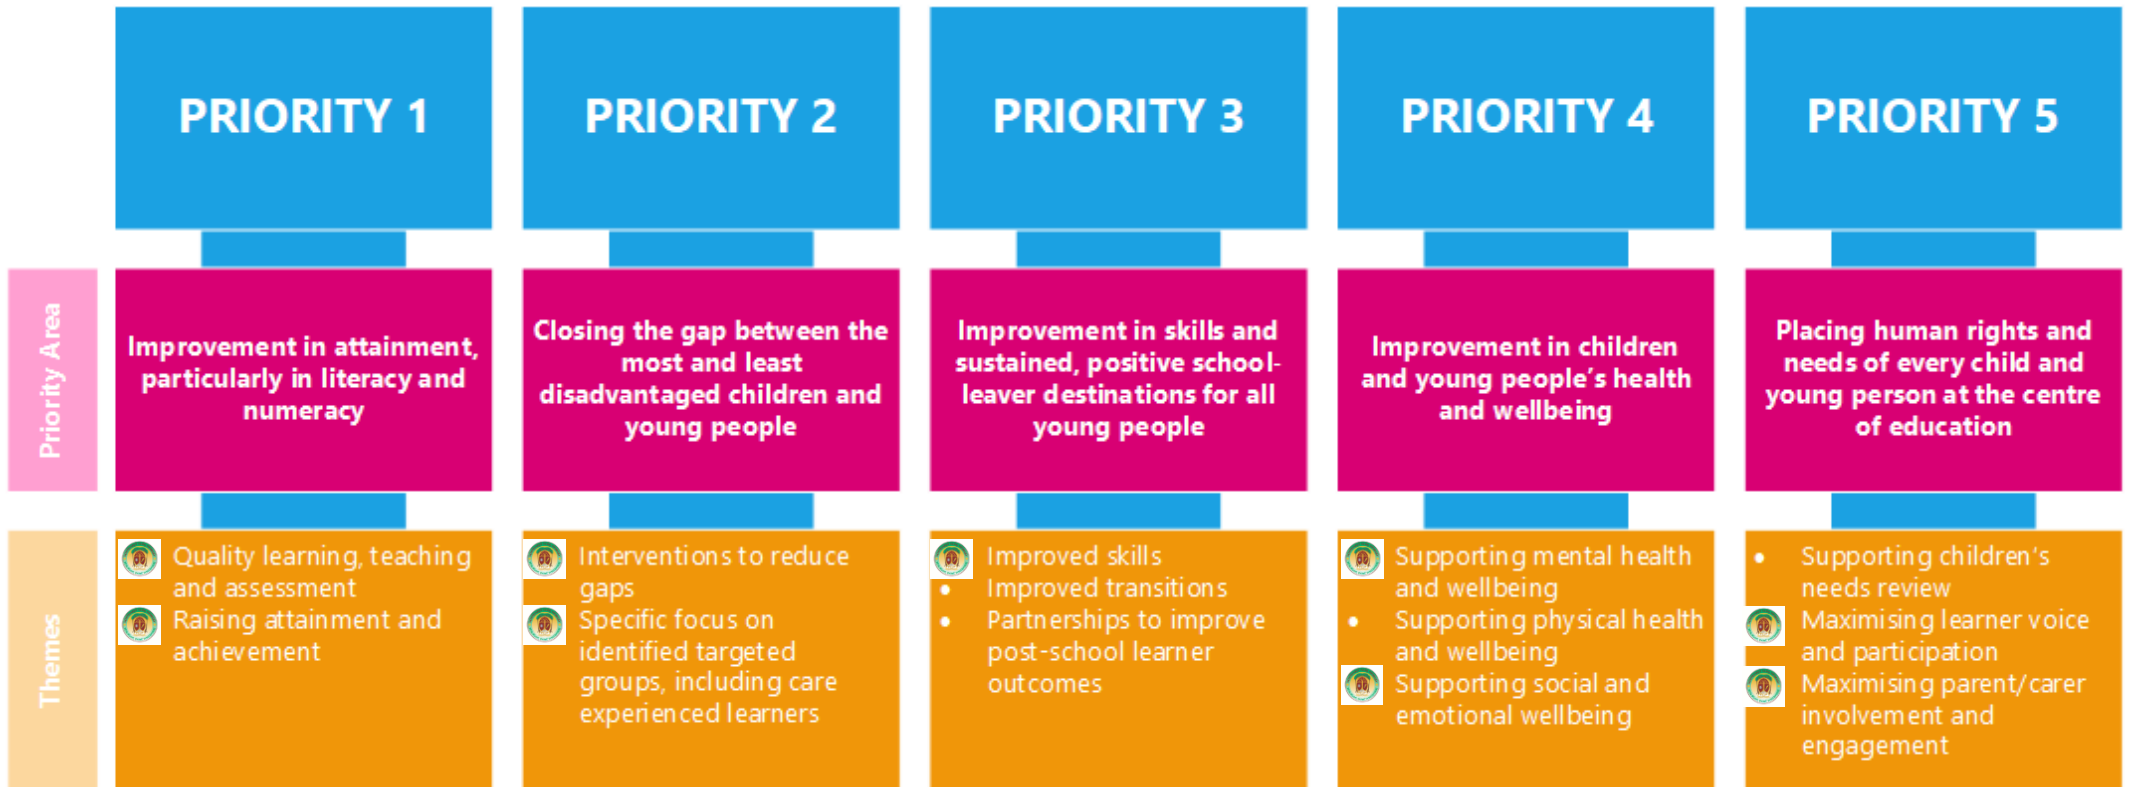 PRIORITY 1
PRIORITY 2
PRIORITY 3
PRIORITY 4
PRIORITY 5
Priority Area
Improvement in attainment,
particularly in literacy and
numeracy
Closing the gap between the
most and least
disadvantaged children and
young people
Improvement in skills and
sustained, positive school-
leaver destinations for all
young people
Improvement in children
and young people's health
and wellbeing
Placing human rights and
needs of every child and
young person at the centre
of education
Themes
Quality learning, teaching
and assessment
Raising attainment and
achievement
Interventions to reduce
gaps
Specific focus on
identified targeted
groups, including care
experienced learners
Improved skills
• Improved transitions
• Partnerships to improve
post-school learner
outcomes
Supporting mental health
and wellbeing
• Supporting physical health
and wellbeing
Supporting social and
emotional wellbeing
• Supporting children's
needs review
Maximising learner voice
and participation
Maximising parent/carer
involvement and
engagement